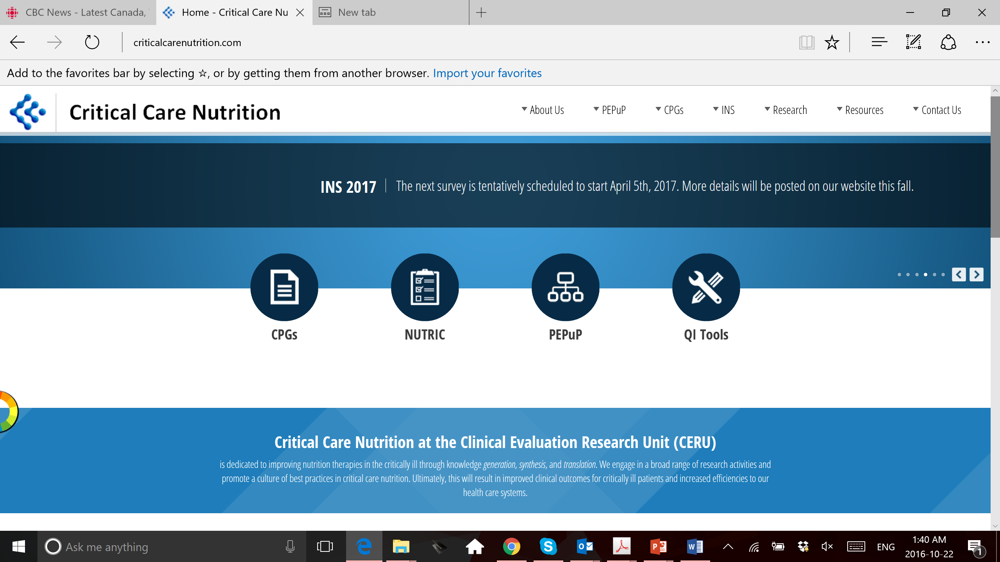 CBC News - Latest Canada,
Home - Critical Care Nu
New tab
criticalcarenutrition.com
Add to the favorites bar by selecting ☆, or by getting them from another browser. Import your favorites
Critical Care Nutrition
About Us
PEPuP
CPGs
INS
Research
Resources
Contact Us
INS 2017 | The next survey is tentatively scheduled to start April 5th, 2017. More details will be posted on our website this fall.
CPGs
NUTRIC
PEPuP
QI Tools
Critical Care Nutrition at the Clinical Evaluation Research Unit (CERU)
is dedicated to improving nutrition therapies in the critically ill through knowledge generation, synthesis, and translation. We engage in a broad range of research activities and
promote a culture of best practices in critical care nutrition. Ultimately, this will result in improved clinical outcomes for critically ill patients and increased efficiencies to our
health care systems.
Ask me anything
ENG
1:40 AM
2016-10-22
1